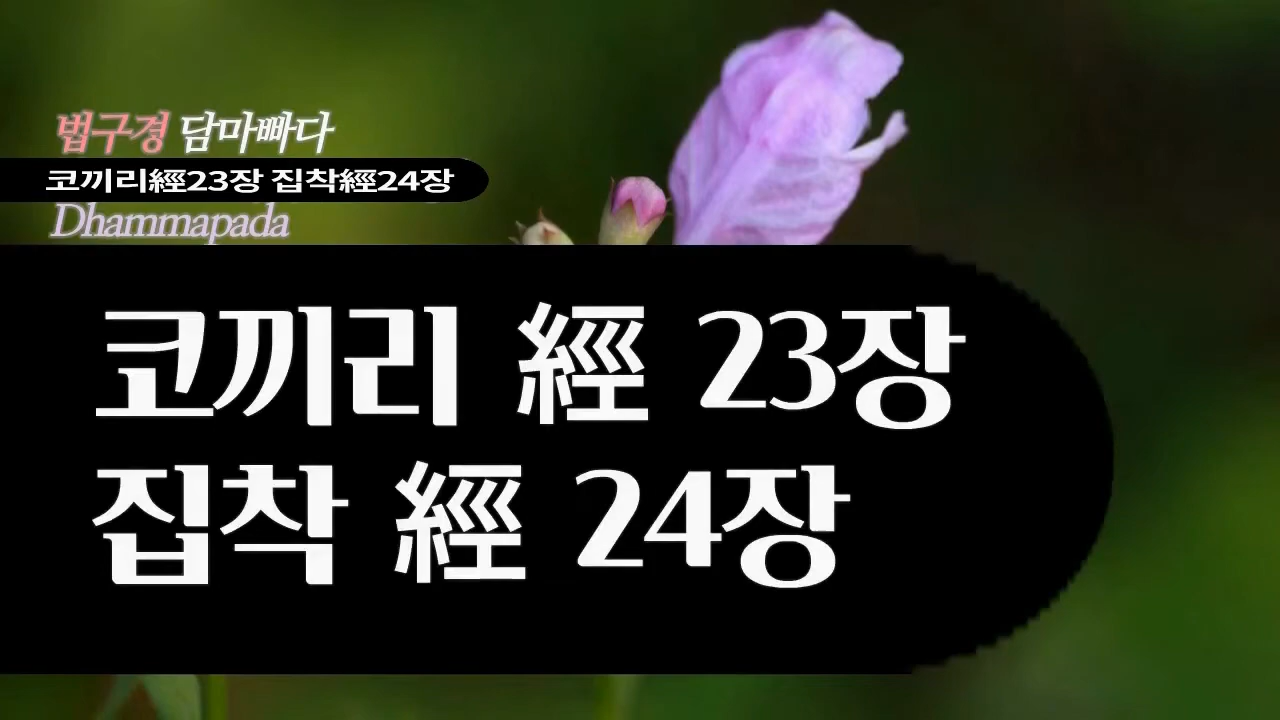 법구경 담마빠다
코끼리經23장 집착經24장
Dhammapada
코끼리 經 23장
집착 經 24장